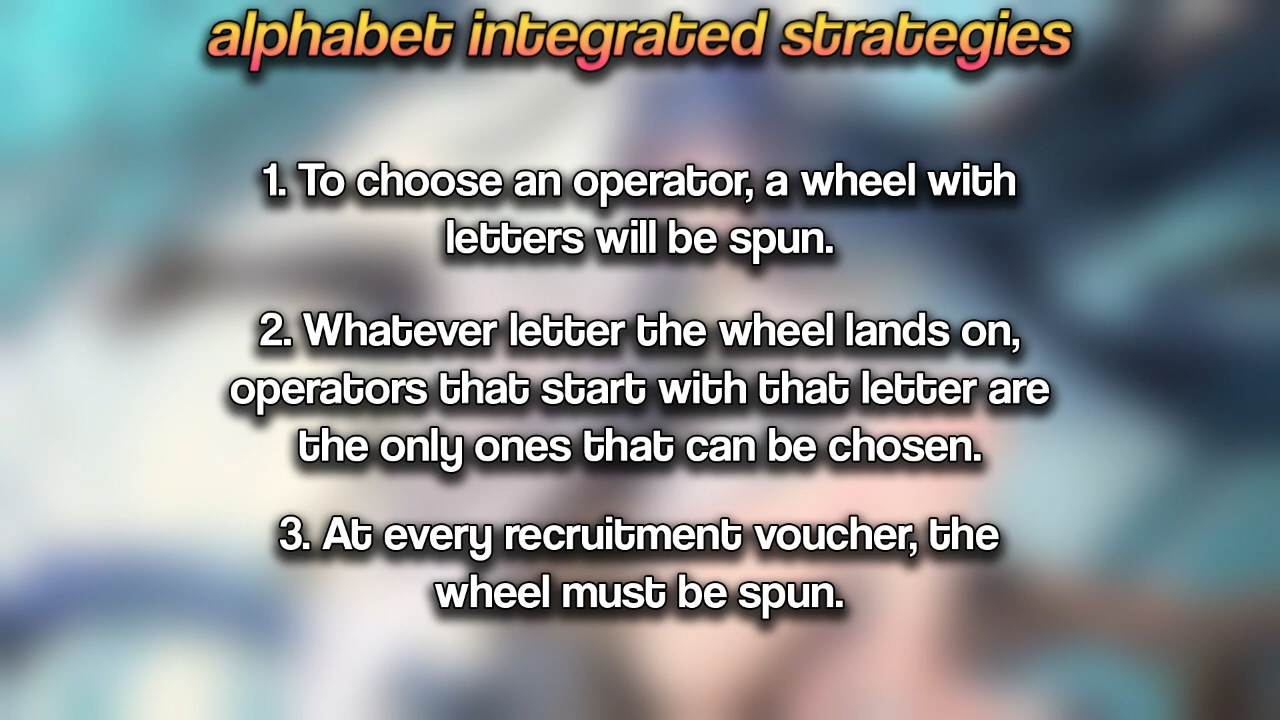 alphabet integrated strategies
1. To choose an operator, a wheel with
letters will be spun.
2. Whatever letter the wheel lands on,
operators that start with that letter are
the only ones that can be chosen.
3. At every recruitment voucher, the
wheel must be spun.